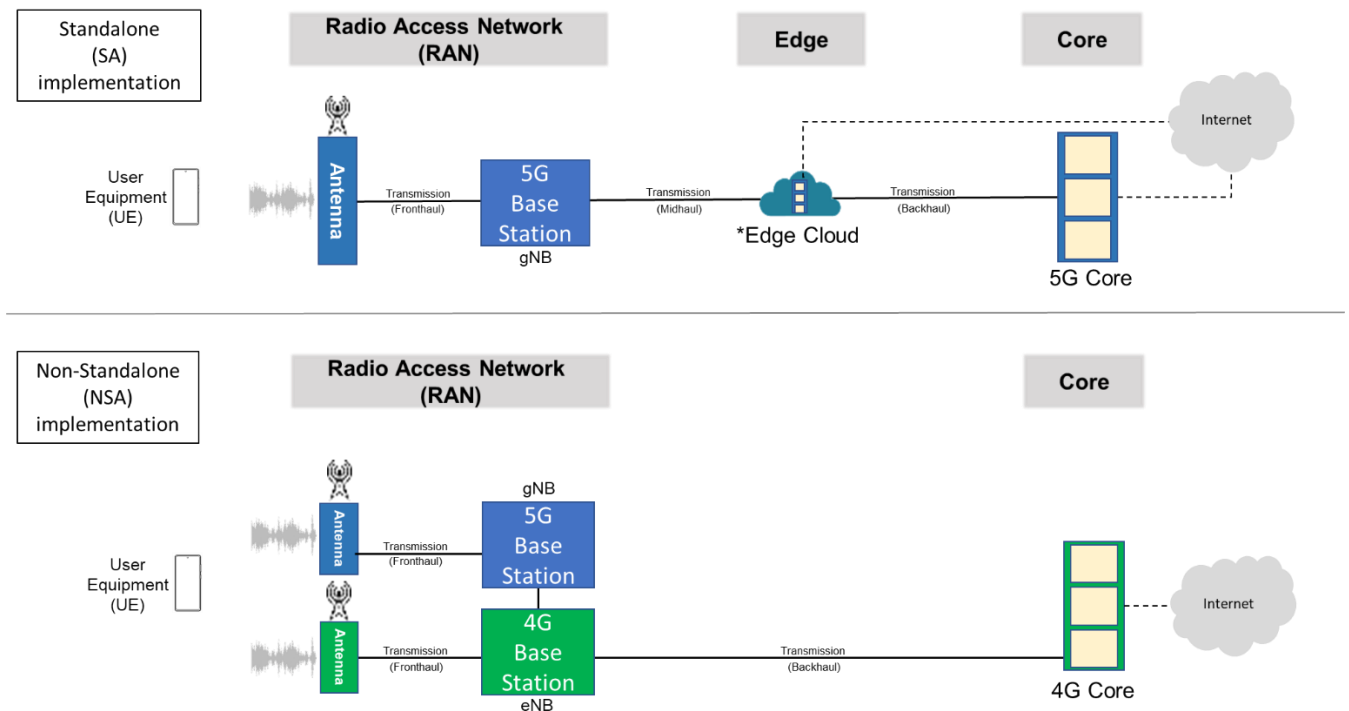 Standalone
(SA)
implementation
Radio Access Network
(RAN)
Edge
Core
Internet
User
Equipment
(UE)
Antenna
Transmission
(Fronthaul)
5G
Base
Station
gNB
Transmission
(Midhaul)
*Edge Cloud
Transmission
(Backhaul)
5G Core
Non-Standalone
(NSA)
implementation
Radio Access Network
(RAN)
Core
User
Equipment
(UE)
Antenna
Transmission
(Fronthaul)
gNB
5G
Base
Station
Antenna
Transmission
(Fronthaul)
4G
Base
Station
eNB
Transmission
(Backhaul)
4G Core
Internet